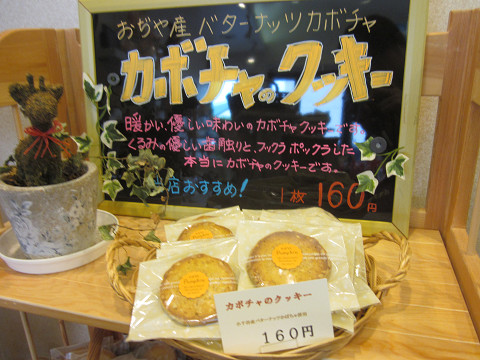 おぢや産 バターナッツカボチャ
カボチャのクッキー
暖かい、優しい味わいのカボチャクッキーです。
くるみの優しい歯触りと、フックラ ポックラした
本当にカボチャのクッキーです。
当店おすすめ!
1枚 160円
カボチャのクッキー
160円